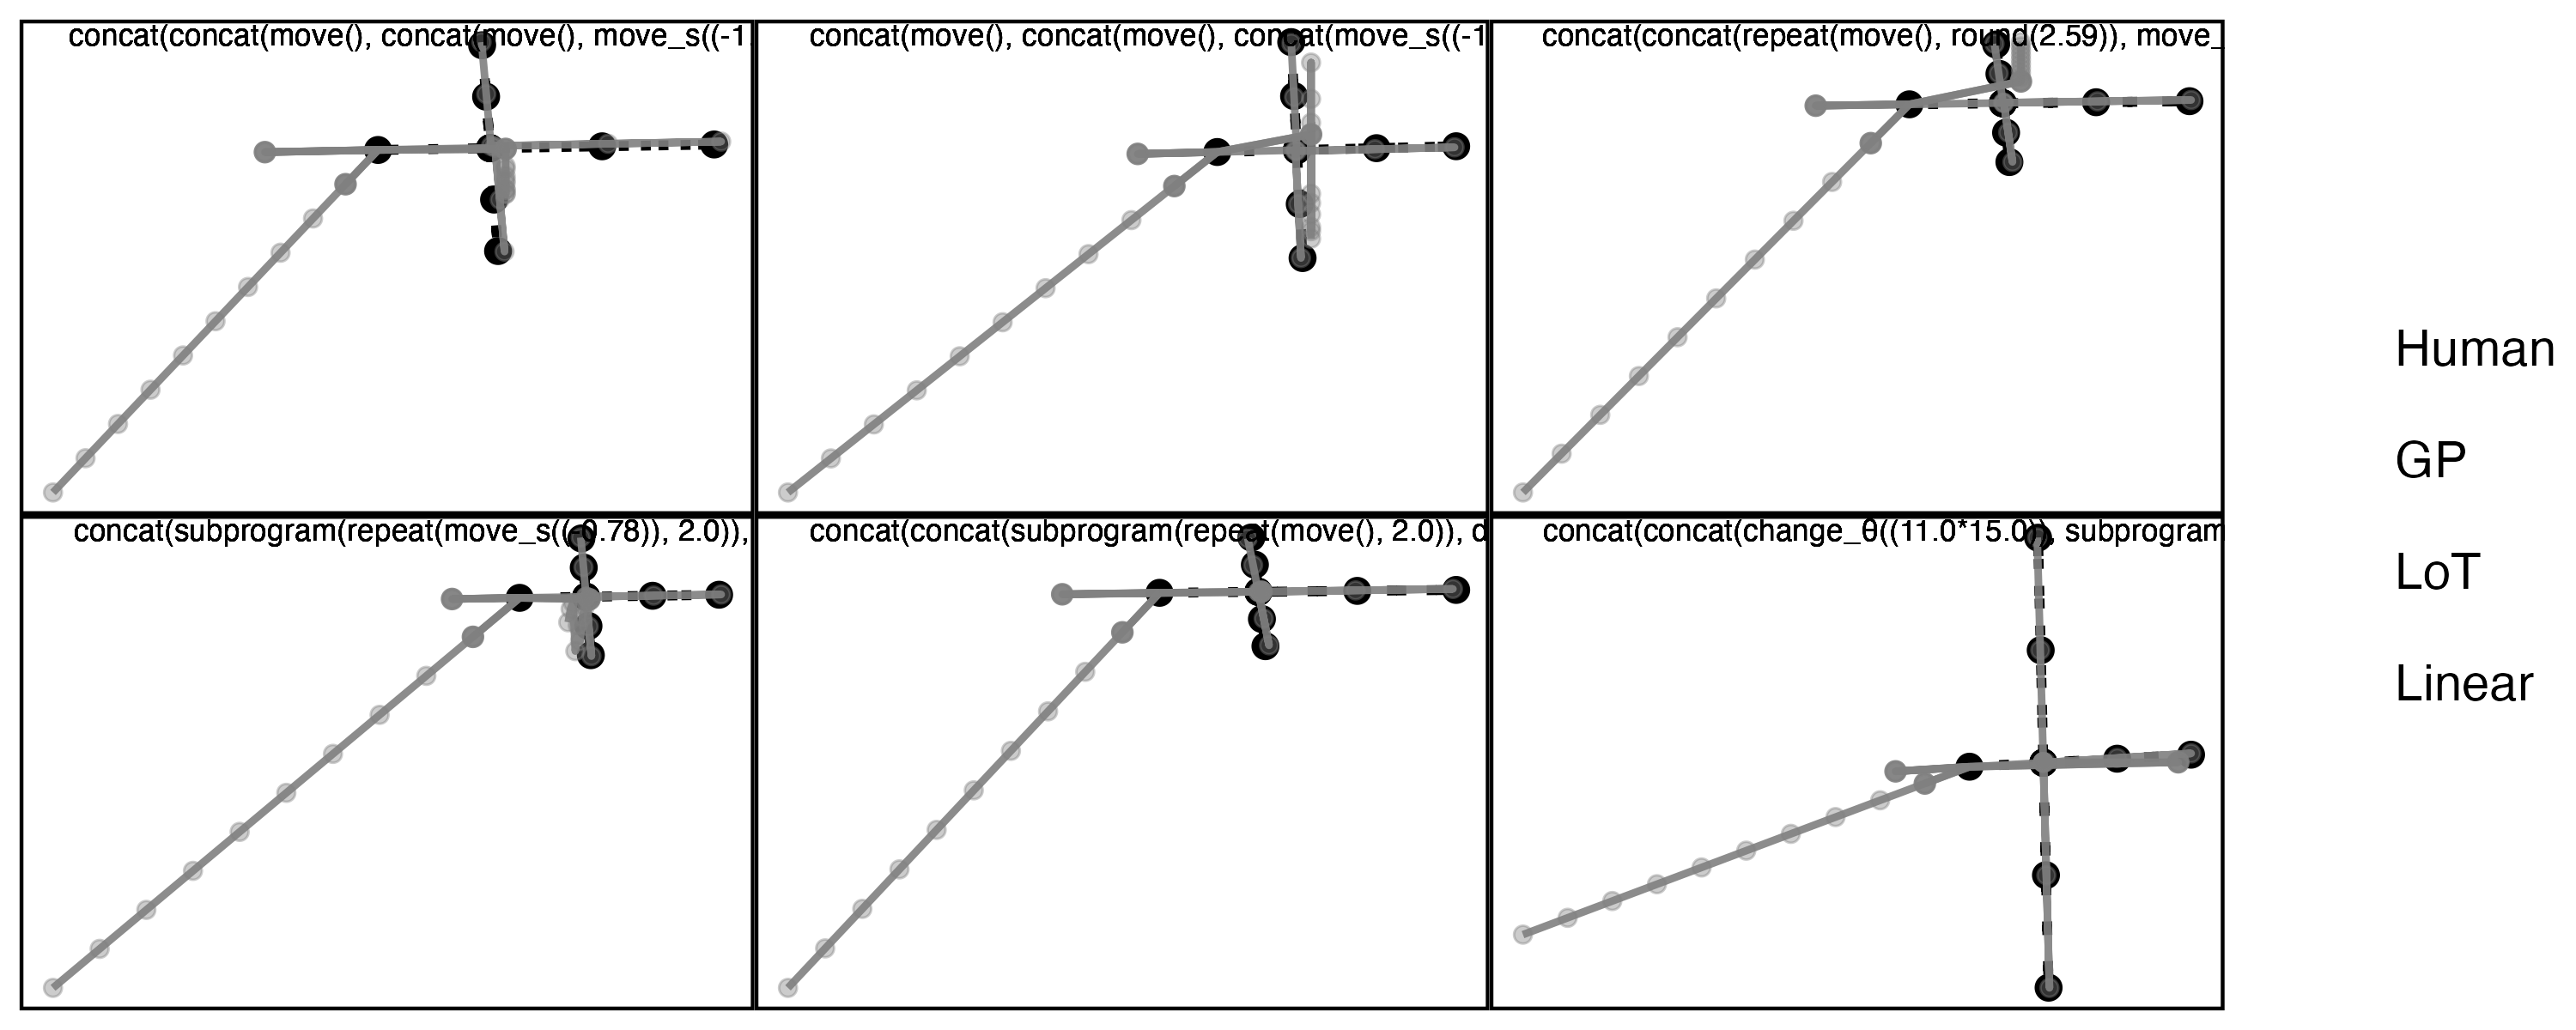 concat(concat(move(), concat(move(), move_s((-1.
concat(move(), concat(move(), concat(move_s((-1
concat(concat(repeat(move(), round(2.59)), move_
concat(subprogram(repeat(move_s((-0.78)), 2.0)),
concat(concat(subprogram(repeat(move(), 2.0)), d
concat(concat(change_θ((11.0*15.0)), subprogram
Human
GP
LoT
Linear